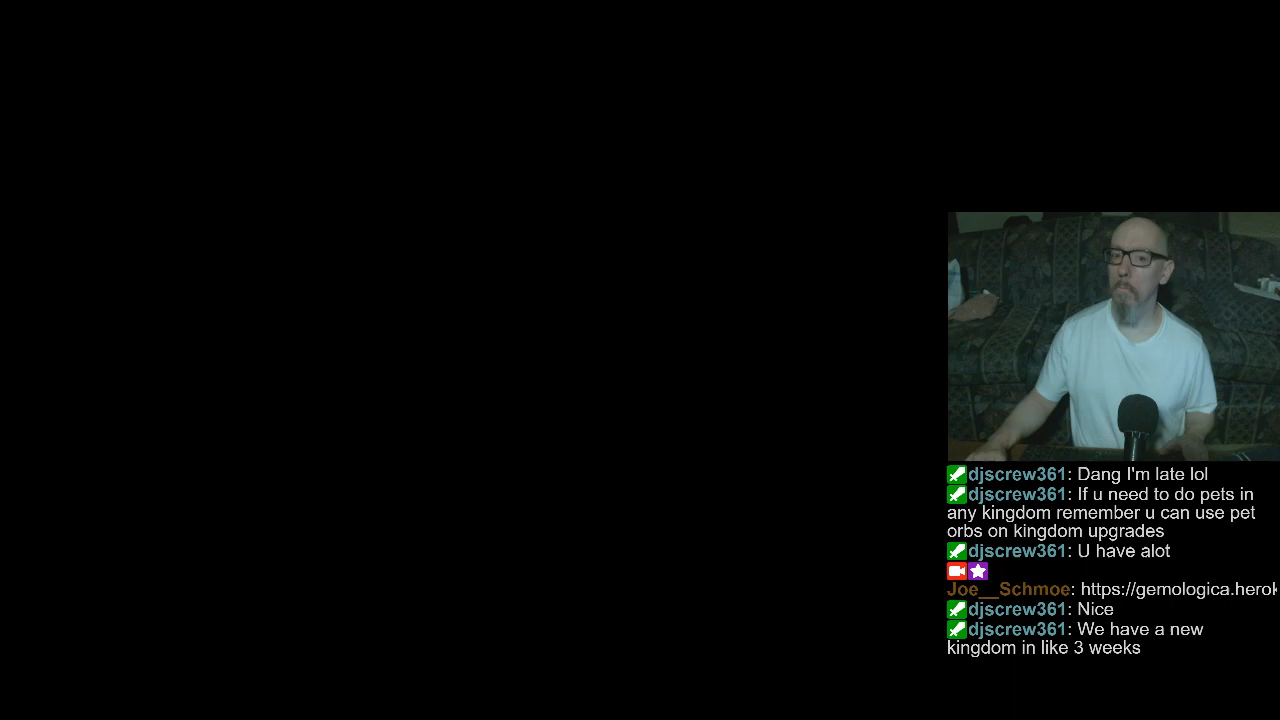 djscrew361: Dang I'm late lol
djscrew361: If u need to do pets in
any kingdom remember u can use pet
orbs on kingdom upgrades
djscrew361: U have alot
Joe__Schmoe: https://gemologica.herok
djscrew361: Nice
djscrew361: We have a new
kingdom in like 3 weeks